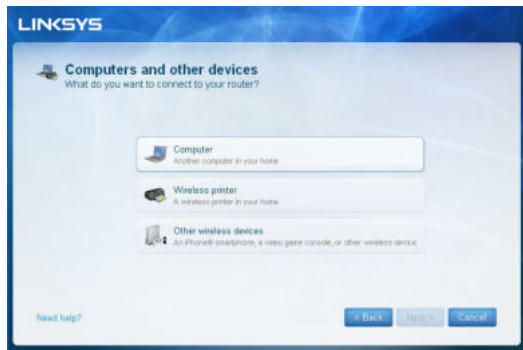 LINKSYS
Computers and other devices
What do you want to connect to your router?
Computer
Another computer in your home
Wireless printer
A wireless printer in your home
Other wireless devices
An iPhone® smartphone, a video game console, or other wireless device
Need help?
< Back
Next >
Cancel